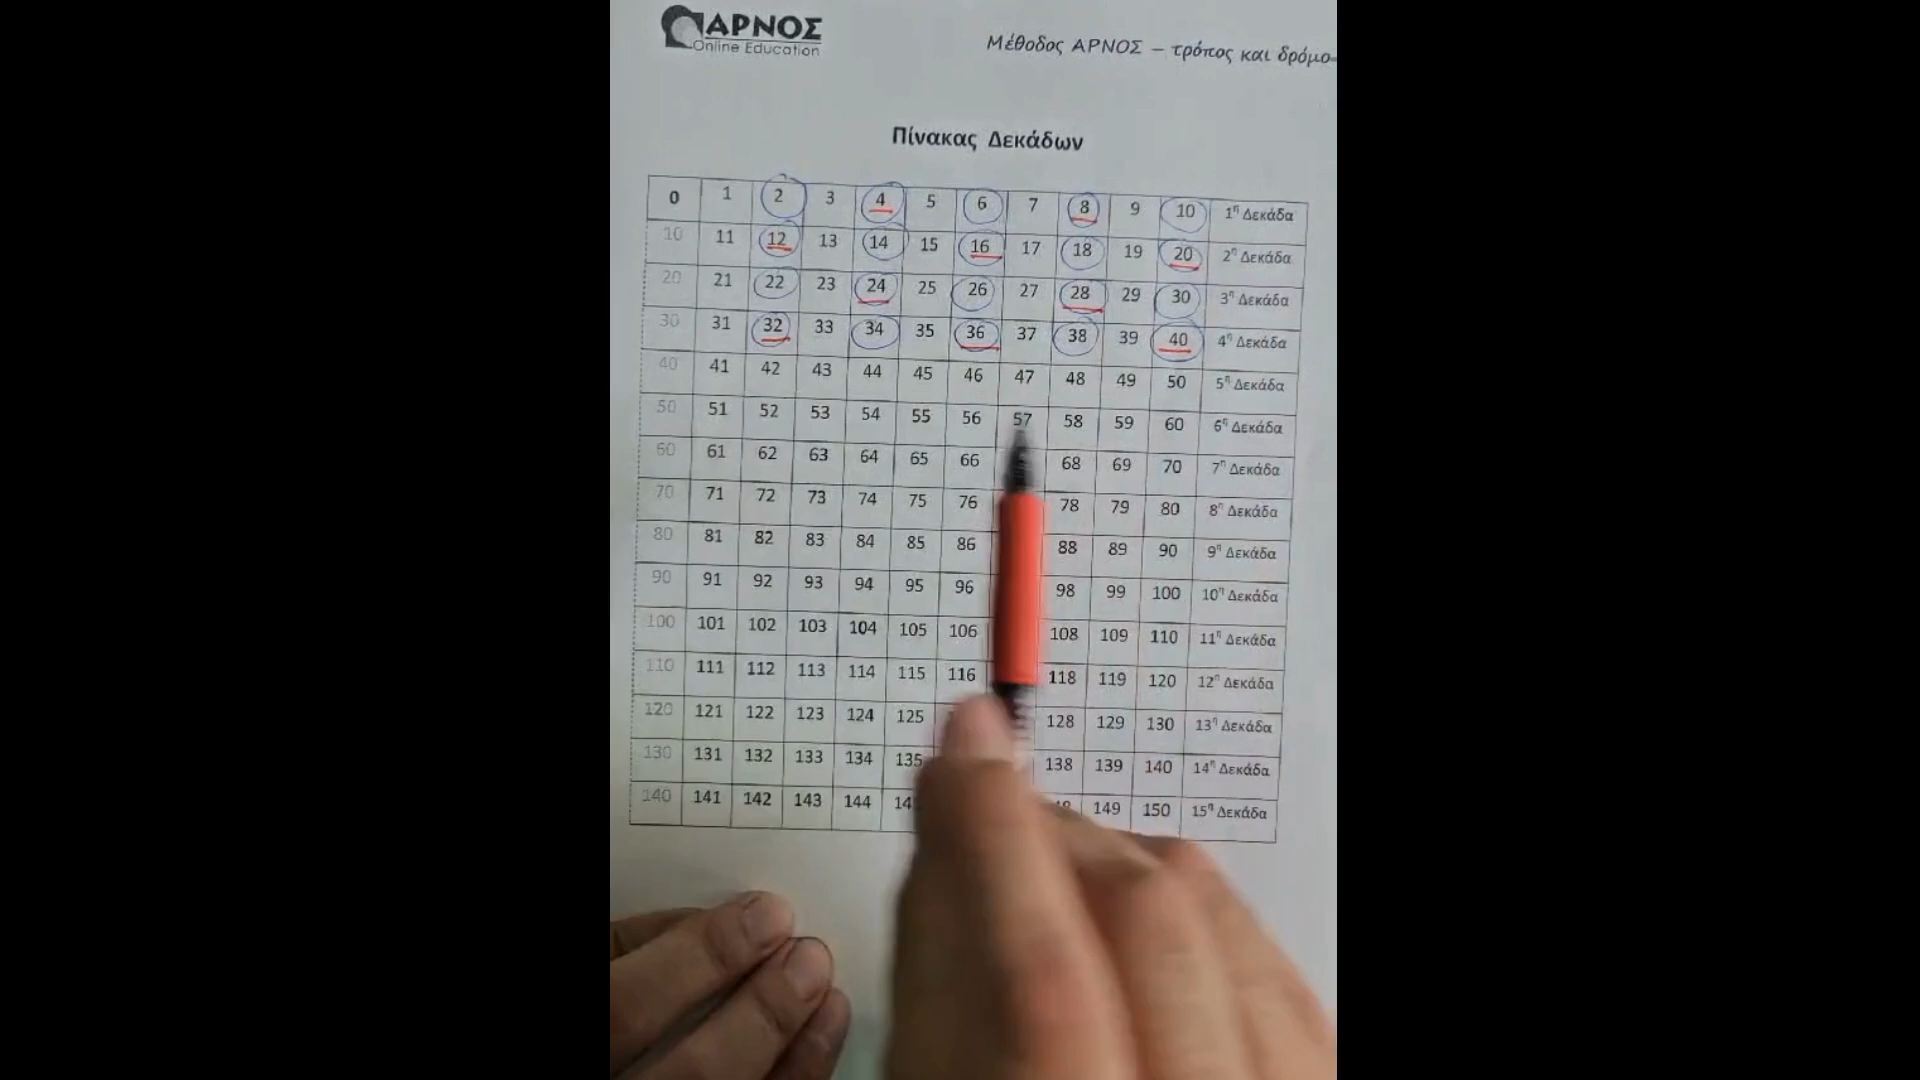 ΑΡΝΟΣ
Online Education
Μέθοδος ΑΡΝΟΣ – τρόπος και δρόμο
Πίνακας Δεκάδων
0 1 2 3 4 5 6 7 8 9 10 1η Δεκάδα
10 11 12 13 14 15 16 17 18 19 20 2η Δεκάδα
20 21 22 23 24 25 26 27 28 29 30 3η Δεκάδα
30 31 32 33 34 35 36 37 38 39 40 4η Δεκάδα
40 41 42 43 44 45 46 47 48 49 50 5η Δεκάδα
50 51 52 53 54 55 56 57 58 59 60 6η Δεκάδα
60 61 62 63 64 65 66 68 69 70 7η Δεκάδα
70 71 72 73 74 75 76 78 79 80 8η Δεκάδα
80 81 82 83 84 85 86 88 89 90 9η Δεκάδα
90 91 92 93 94 95 96 98 99 100 10η Δεκάδα
100 101 102 103 104 105 106 108 109 110 11η Δεκάδα
110 111 112 113 114 115 116 118 119 120 12η Δεκάδα
120 121 122 123 124 125 128 129 130 13η Δεκάδα
130 131 132 133 134 135 138 139 140 14η Δεκάδα
140 141 142 143 144 149 150 15η Δεκάδα